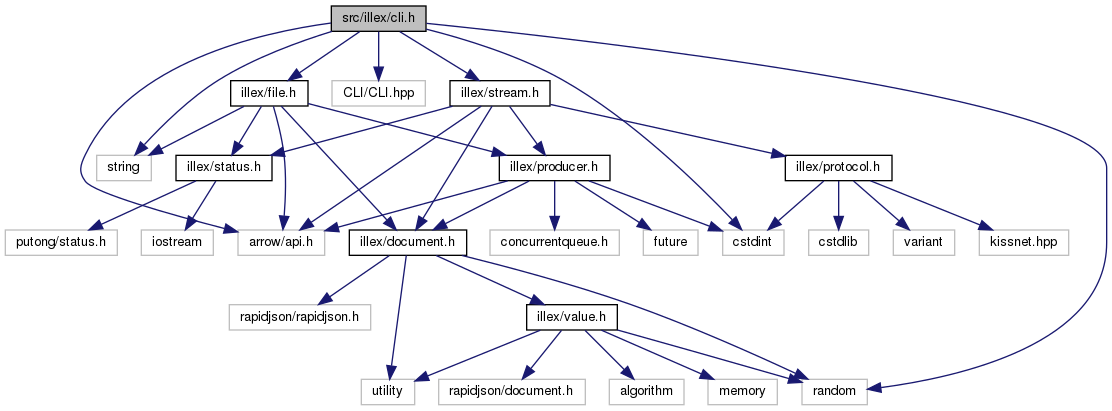 src/illex/cli.h
illex/file.h
CLI/CLI.hpp
illex/stream.h
string
illex/status.h
illex/producer.h
illex/protocol.h
putong/status.h
iostream
arrow/api.h
illex/document.h
concurrentqueue.h
future
cstdint
cstdlib
variant
kissnet.hpp
rapidjson/rapidjson.h
illex/value.h
utility
rapidjson/document.h
algorithm
memory
random